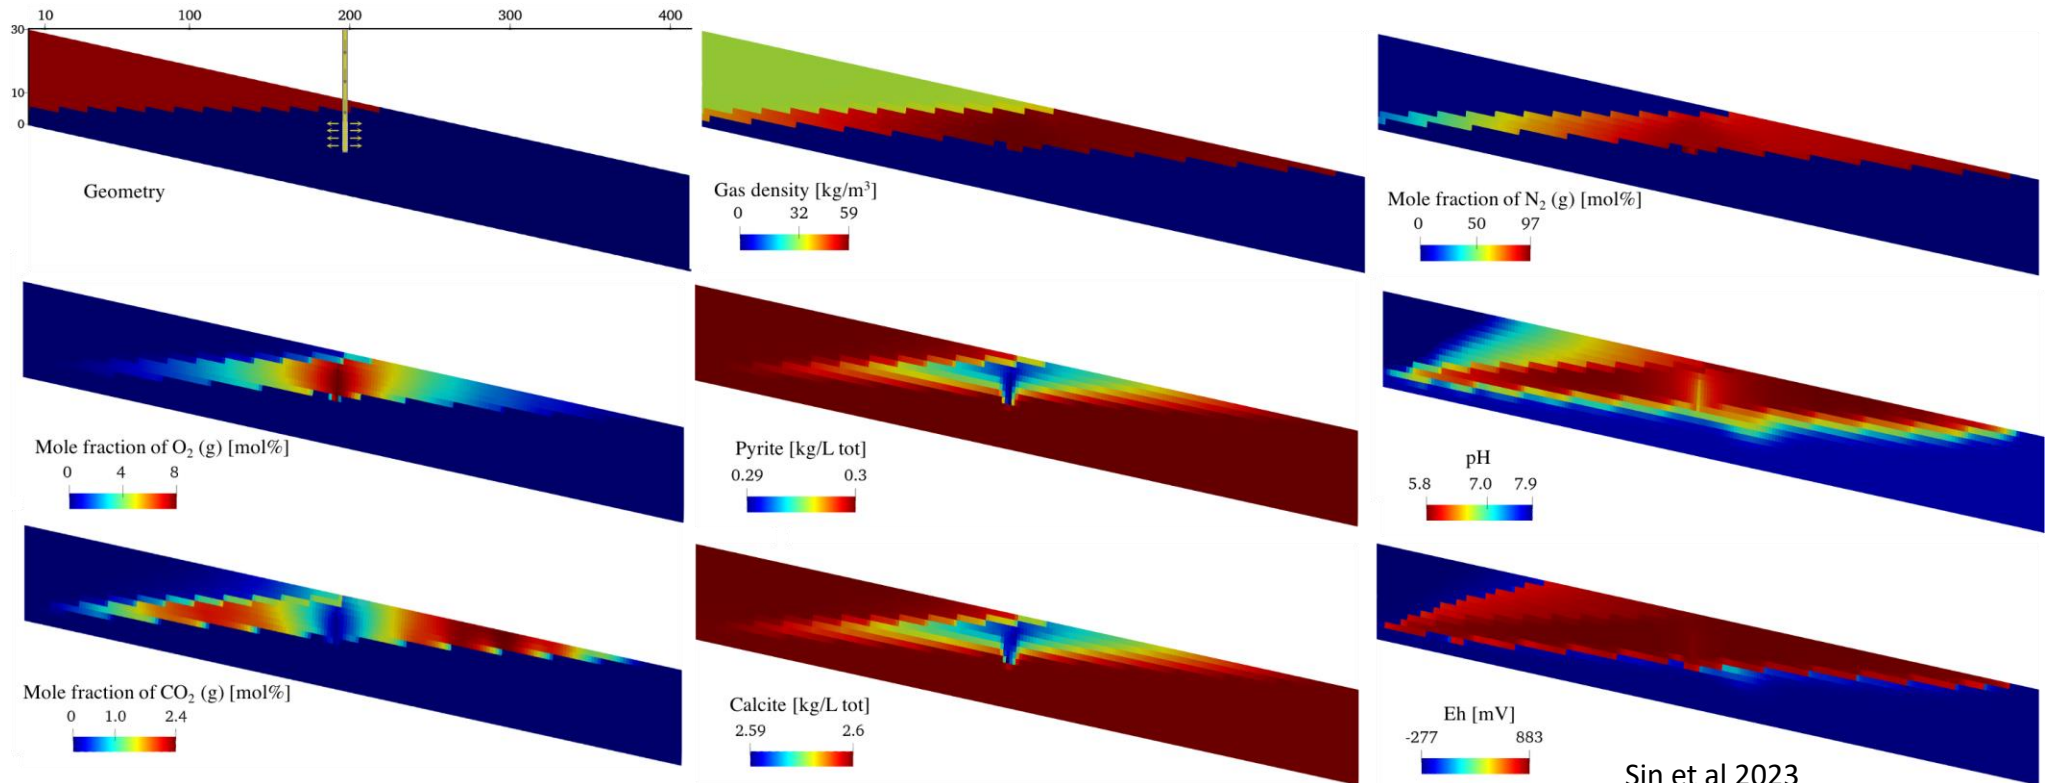 10 100 200 300 400
30
10
0
Geometry
Gas density [kg/m³]
0 32 59
Mole fraction of N₂ (g) [mol%]
0 50 97
Mole fraction of O₂ (g) [mol%]
0 4 8
Pyrite [kg/L tot]
0.29 0.3
pH
5.8 7.0 7.9
Mole fraction of CO₂ (g) [mol%]
0 1.0 2.4
Calcite [kg/L tot]
2.59 2.6
Eh [mV]
-277 883
Sin et al 2023